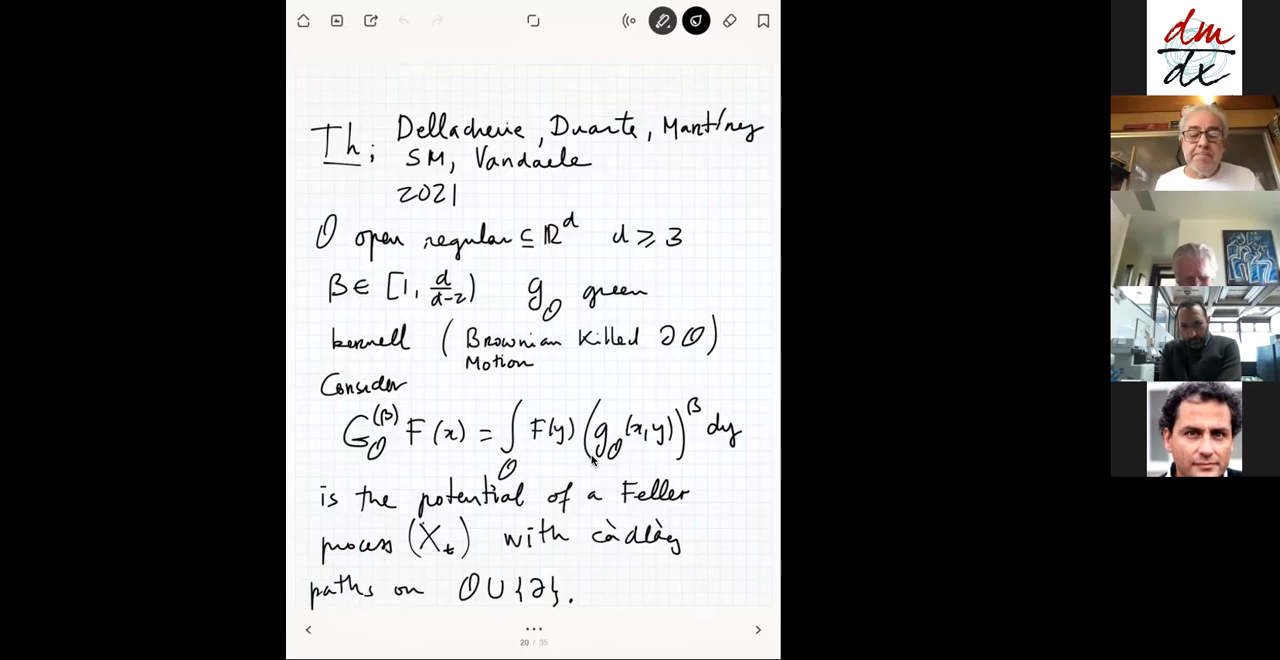 Th; Dellacherie, Duarte, Martínez
SM, Vandaele
2021
O open regular ⊆ ℝ^d d ⩾ 3
β ∈ [1, d/(d-2)) g_O green
kernell ( Brownian Killed ∂O)
Motion
Consider
G_O^(β) F(x) = ∫_O F(y) (g_O(x,y))^β dy
is the potential of a Feller
process (X_t) with càdlàg
paths on O∪{∂}.
20 / 35
dm
dx